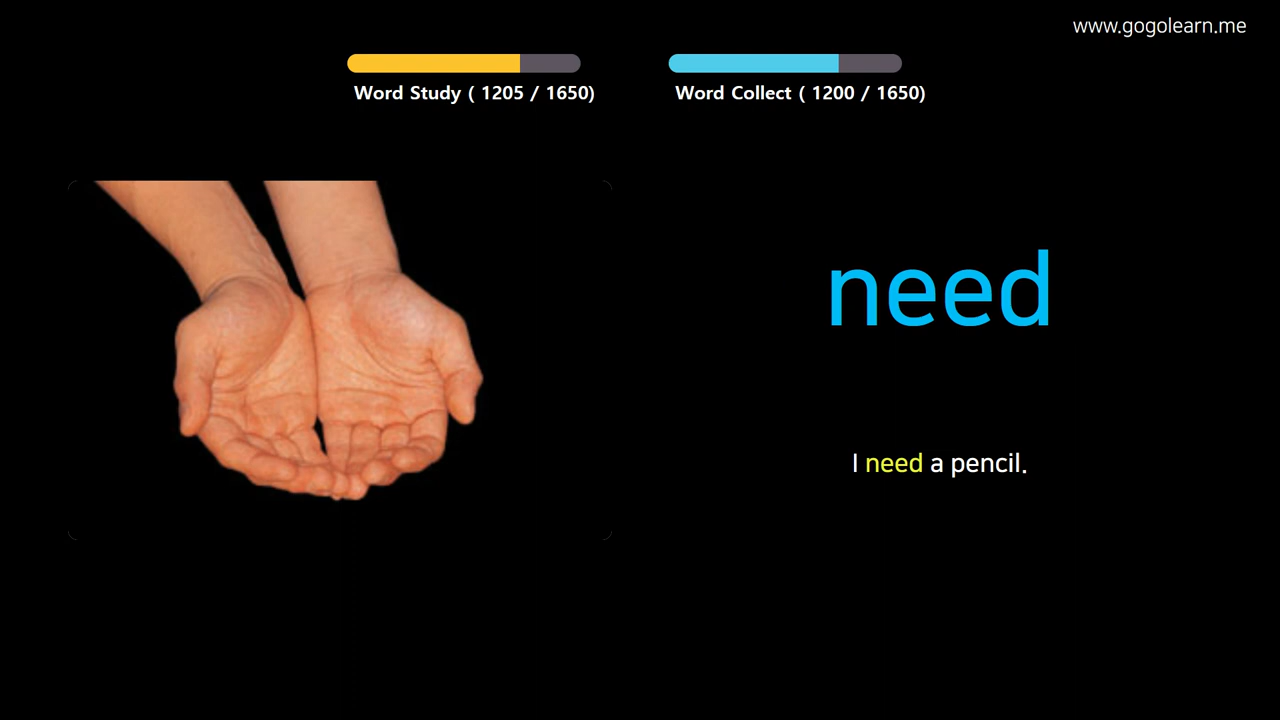 www.gogolearn.me
Word Study ( 1205 / 1650)
Word Collect ( 1200 / 1650)
need
I need a pencil.